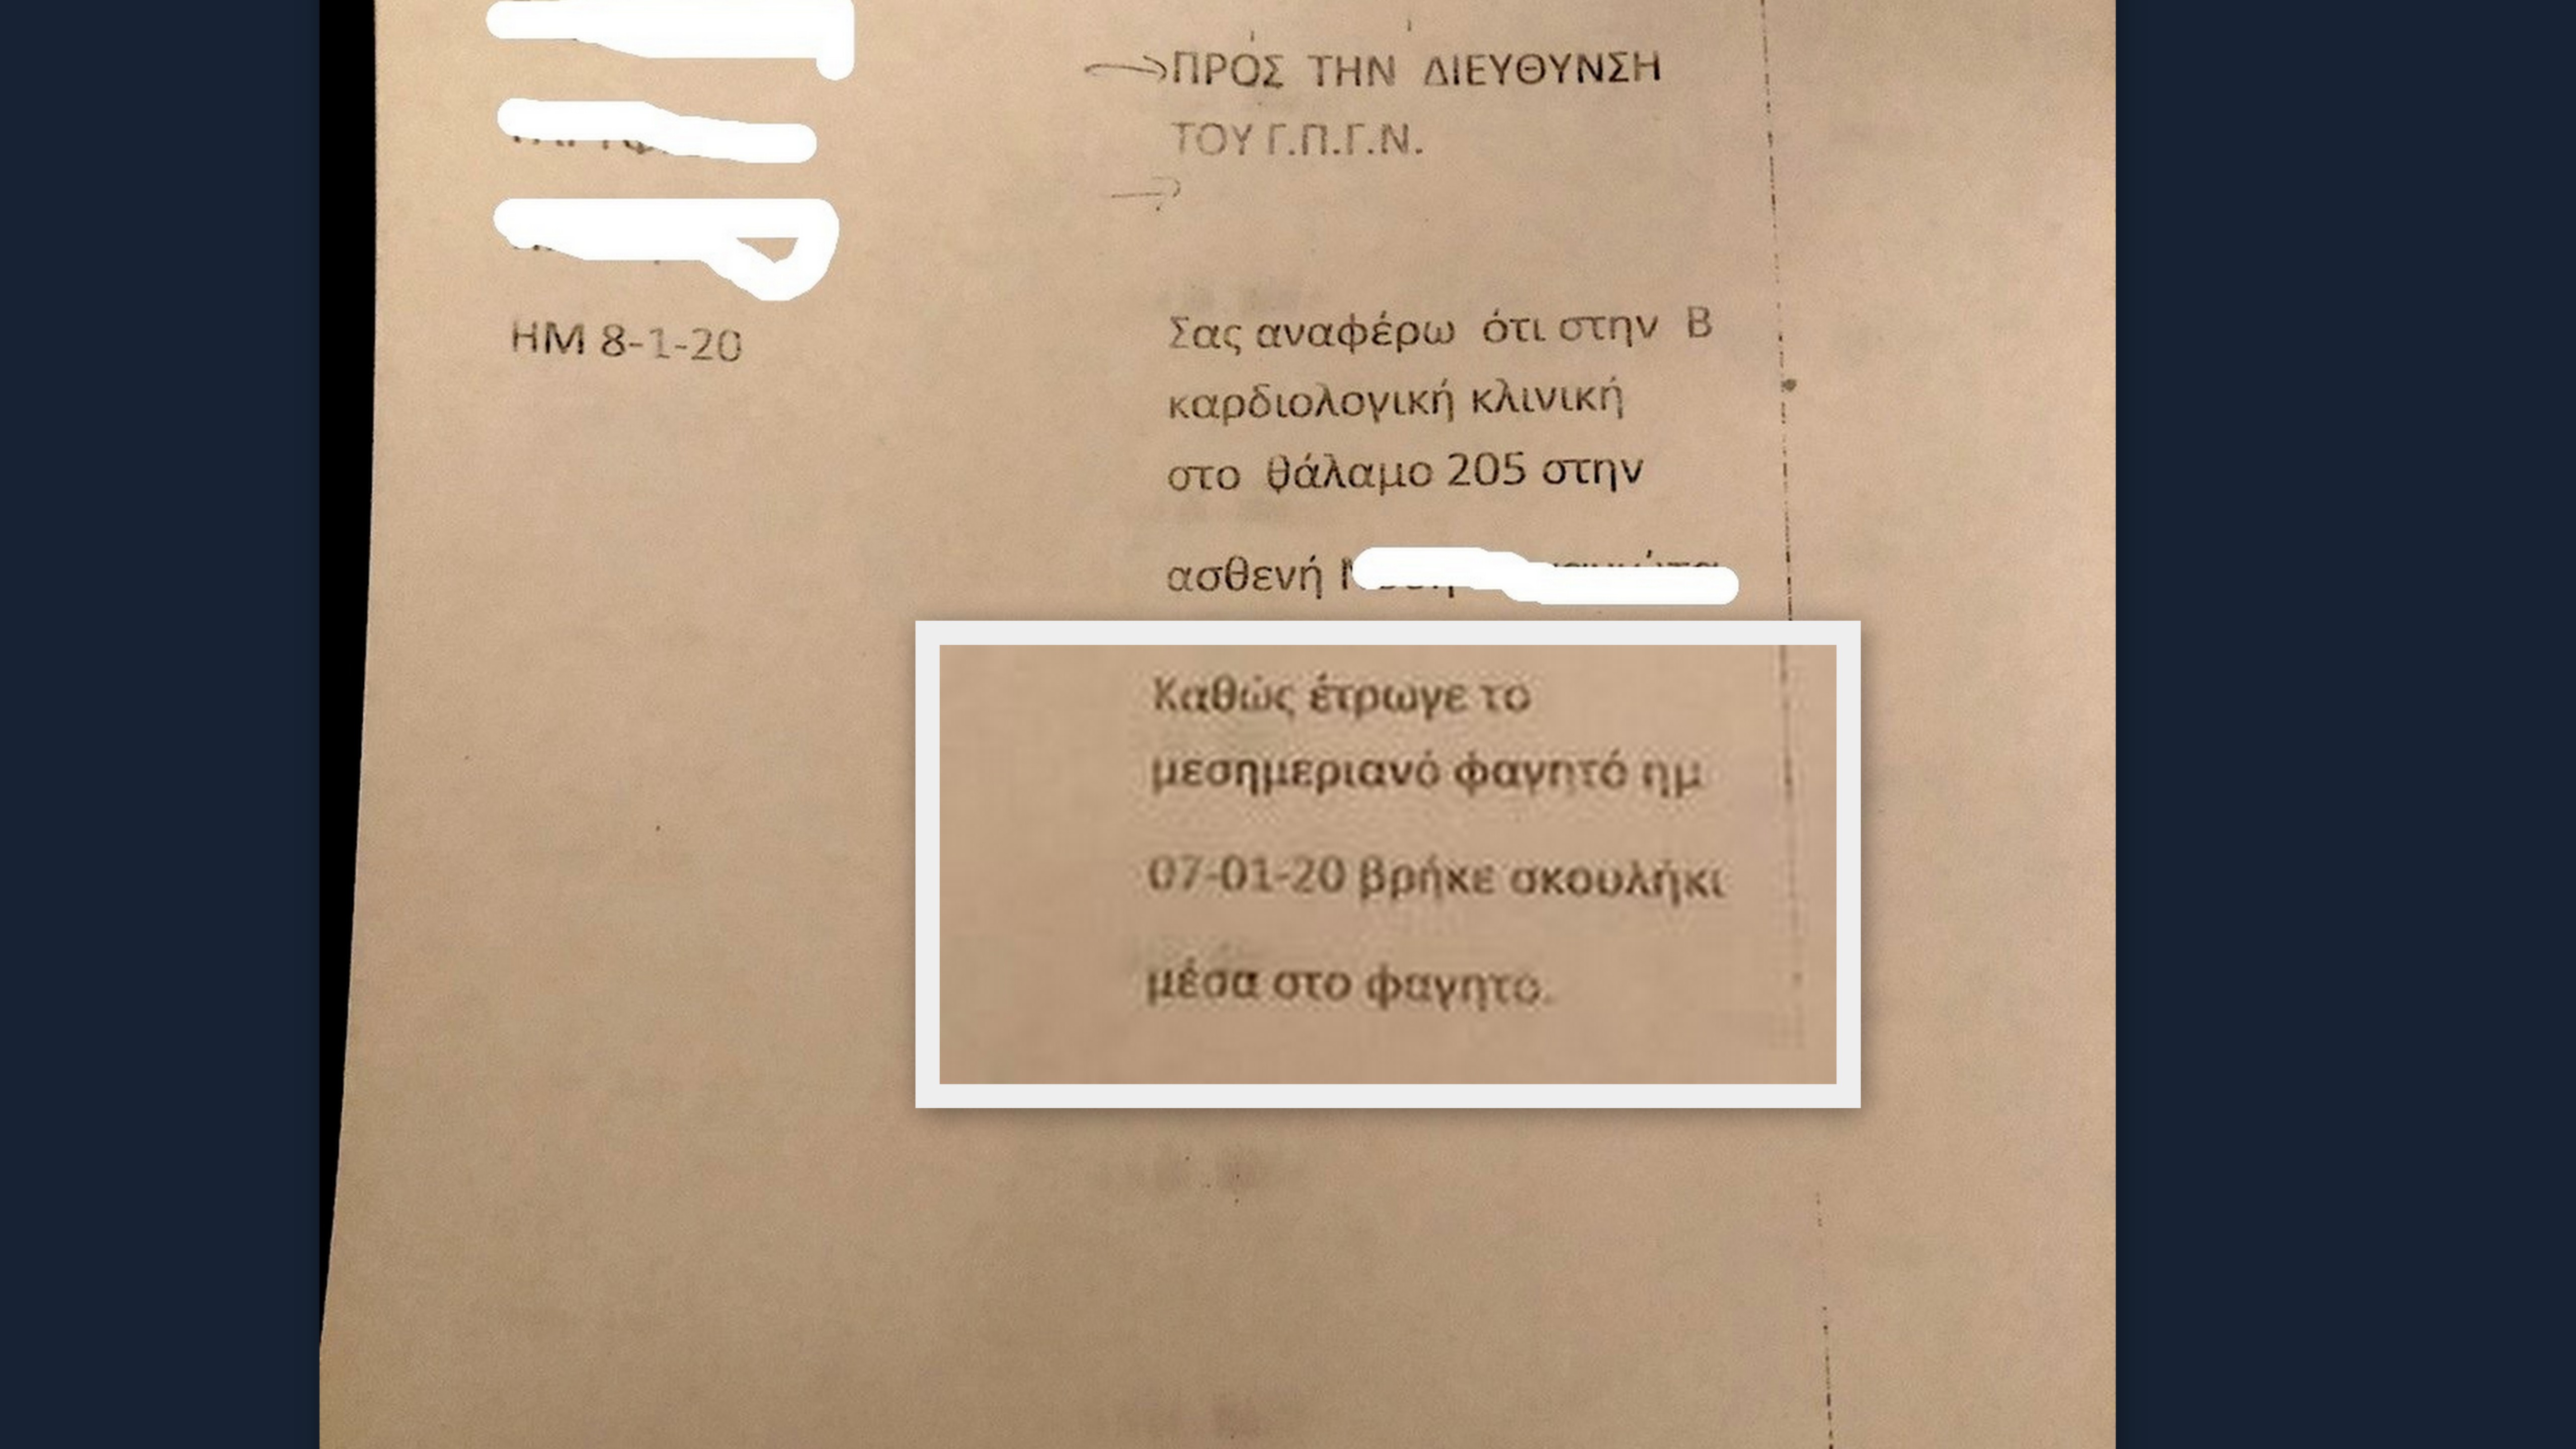 ΠΡΟΣ ΤΗΝ ΔΙΕΥΘΥΝΣΗ
ΤΟΥ Γ.Π.Γ.Ν.
ΗΜ 8-1-20
Σας αναφέρω ότι στην Β
καρδιολογική κλινική
στο θάλαμο 205 στην
ασθενή
Καθώς έτρωγε το
μεσημεριανό φαγητό ημ
07-01-20 βρήκε σκουλήκι
μέσα στο φαγητο.